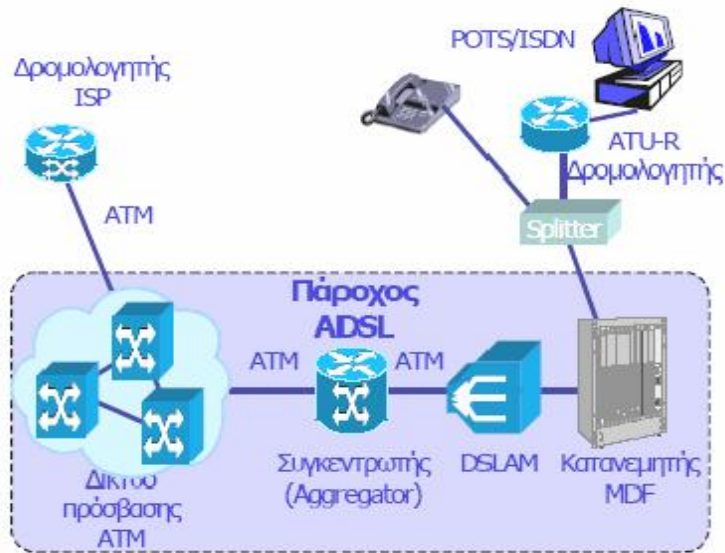 POTS/ISDN
Δρομολογητής
ISP
ATU-R
Δρομολογητής
ATM
Splitter
Πάροχος
ADSL
ATM
ATM
Δίκτυο
πρόσβασης
ATM
Συγκεντρωτής
(Aggregator)
DSLAM
Κατανεμητής
MDF